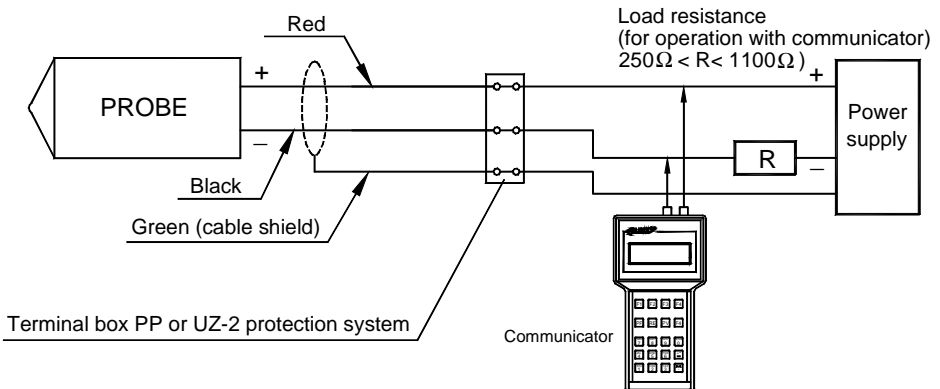 Red
Load resistance
(for operation with communicator)
250Ω < R < 1100Ω )
+
+
PROBE
Power
supply
R
–
–
Black
Green (cable shield)
Terminal box PP or UZ-2 protection system
Communicator